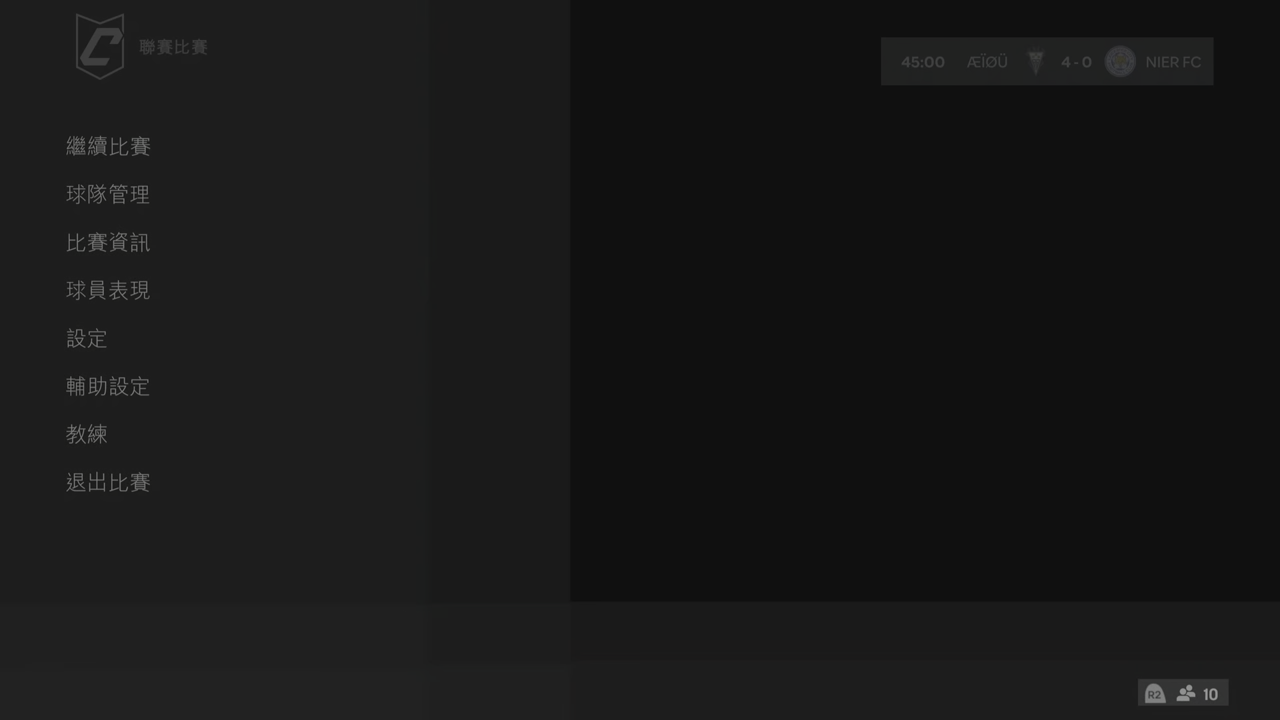 聯賽比賽
45:00 ÆÏØÜ 4 - 0 NIER FC
繼續比賽
球隊管理
比賽資訊
球員表現
設定
輔助設定
教練
退出比賽
R2 10